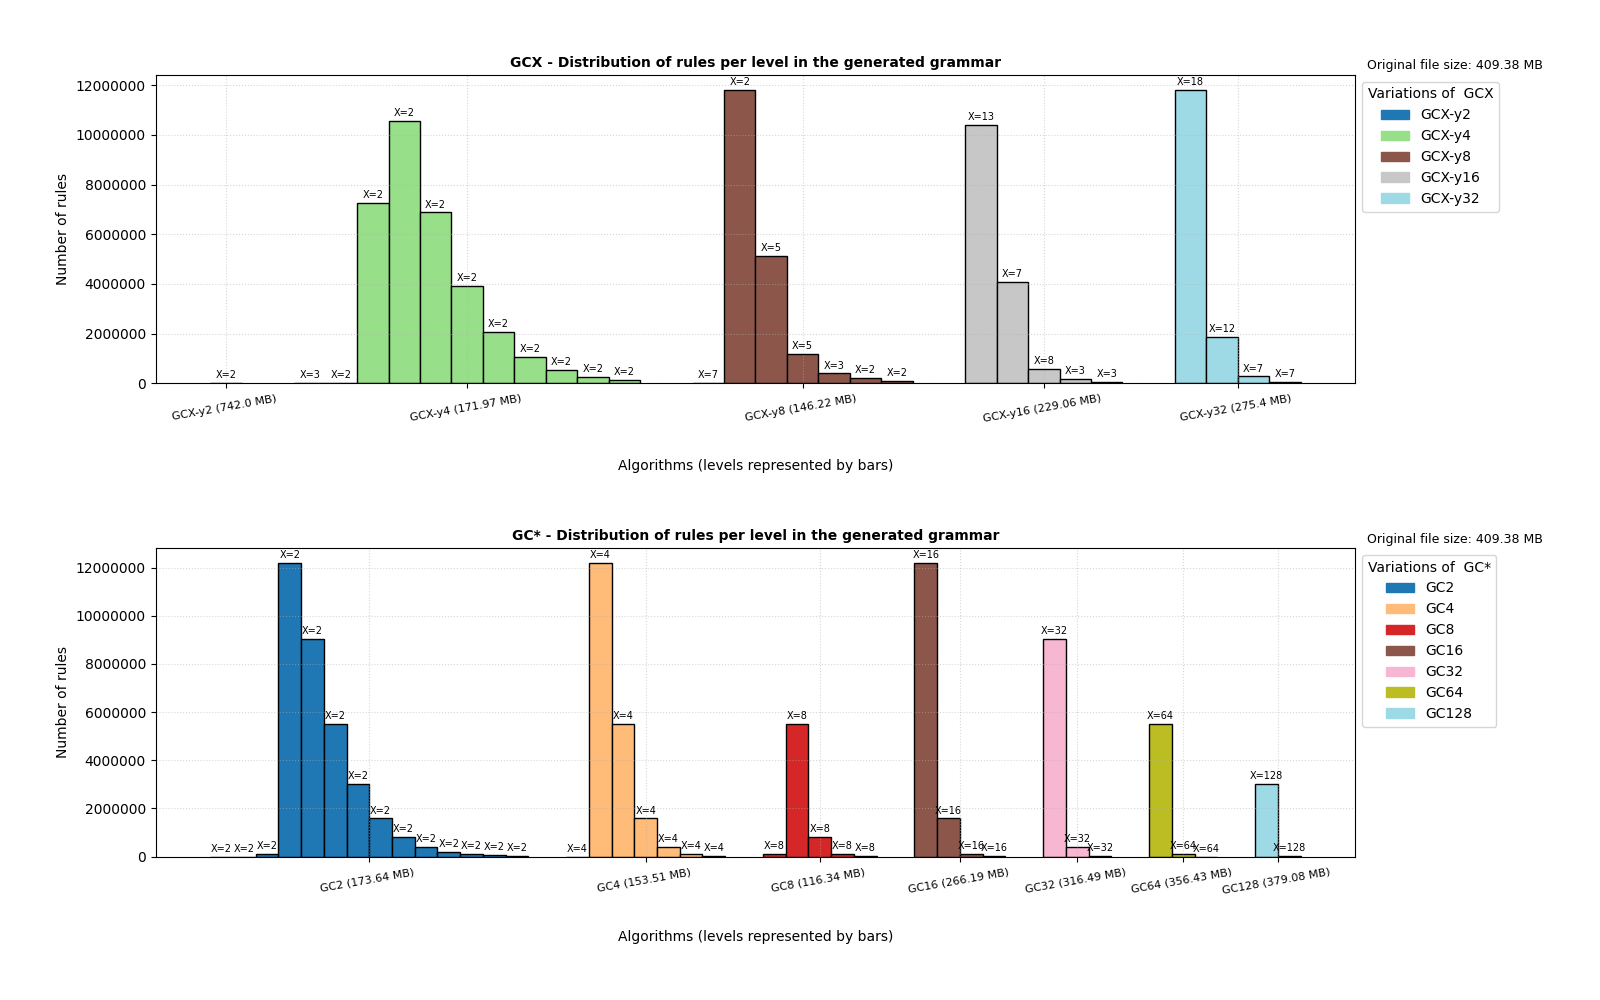 GCX - Distribution of rules per level in the generated grammar
Original file size: 409.38 MB
Number of rules
12000000
10000000
8000000
6000000
4000000
2000000
0
X=2
X=3
X=2
X=2
X=2
X=2
X=2
X=2
X=2
X=2
X=2
X=2
X=7
X=2
X=5
X=5
X=3
X=2
X=2
X=13
X=7
X=8
X=3
X=3
X=18
X=12
X=7
X=7
Variations of  GCX
GCX-y2
GCX-y4
GCX-y8
GCX-y16
GCX-y32
GCX-y2 (742.0 MB)
GCX-y4 (171.97 MB)
GCX-y8 (146.22 MB)
GCX-y16 (229.06 MB)
GCX-y32 (275.4 MB)
Algorithms (levels represented by bars)
GC* - Distribution of rules per level in the generated grammar
Original file size: 409.38 MB
Number of rules
12000000
10000000
8000000
6000000
4000000
2000000
0
X=2
X=2
X=2
X=2
X=2
X=2
X=2
X=2
X=2
X=2
X=2
X=2
X=2
X=2
X=4
X=4
X=4
X=4
X=4
X=4
X=4
X=8
X=8
X=8
X=8
X=8
X=16
X=16
X=16
X=16
X=32
X=32
X=32
X=64
X=64
X=64
X=128
X=128
Variations of  GC*
GC2
GC4
GC8
GC16
GC32
GC64
GC128
GC2 (173.64 MB)
GC4 (153.51 MB)
GC8 (116.34 MB)
GC16 (266.19 MB)
GC32 (316.49 MB)
GC64 (356.43 MB)
GC128 (379.08 MB)
Algorithms (levels represented by bars)